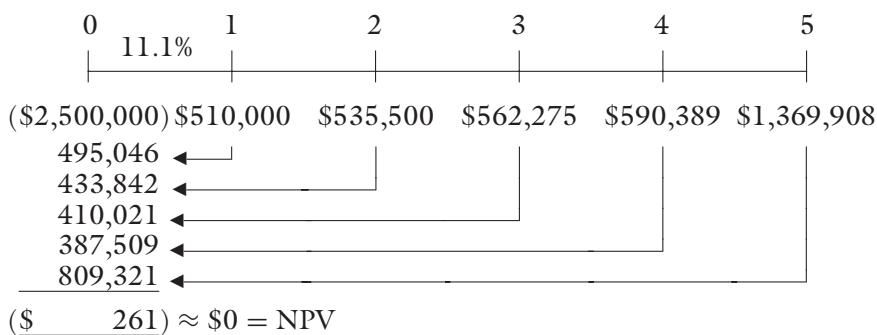 0 1 2 3 4 5
11.1%
($2,500,000) $510,000 $535,500 $562,275 $590,389 $1,369,908
495,046
433,842
410,021
387,509
809,321
($ 261) ≈ $0 = NPV